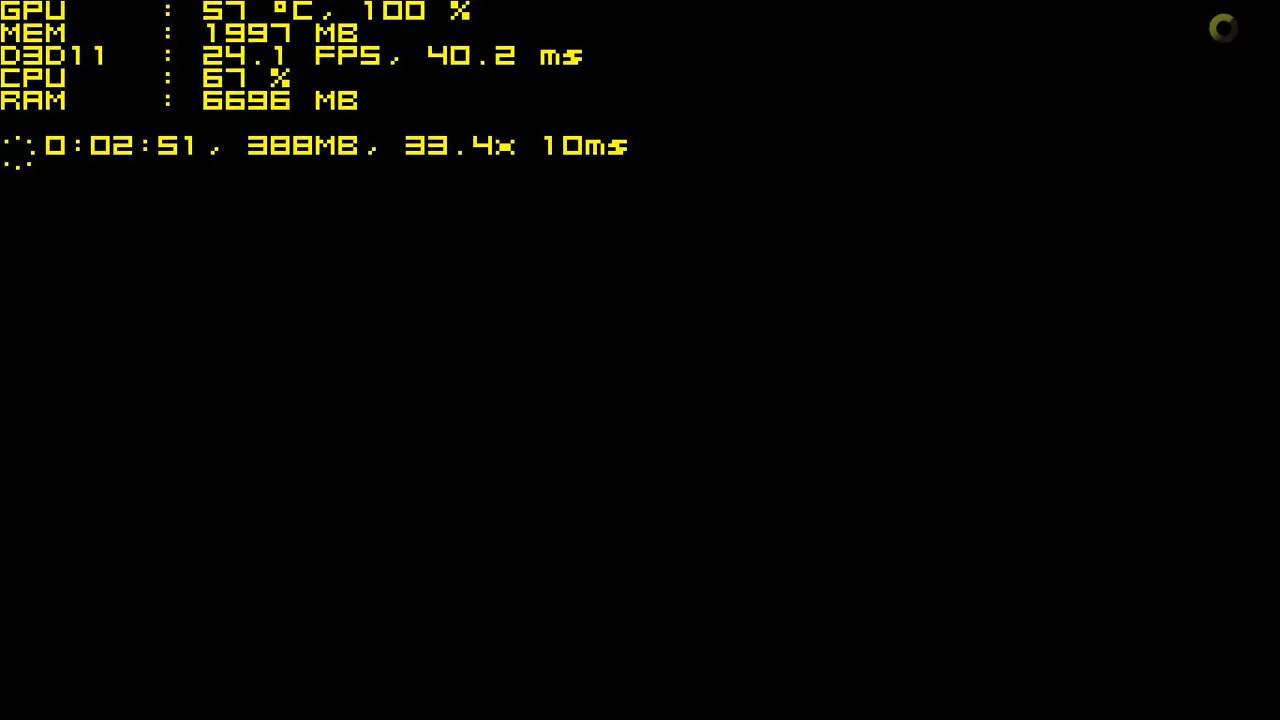 GPU : 57 °C, 100 %
MEM : 1997 MB
D3D11 : 24.1 FPS, 40.2 ms
CPU : 67 %
RAM : 6696 MB
0:02:51, 388MB, 33.4x 10ms